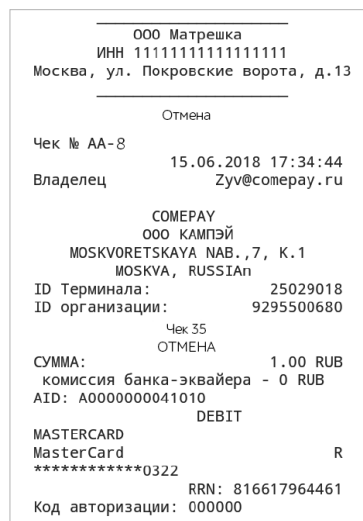 ООО Матрешка
ИНН 11111111111111111
Москва, ул. Покровские ворота, д.13
Отмена
Чек № АА-8
15.06.2018 17:34:44
Владелец Zyv@comepay.ru
COMEPAY
ООО КАМПЭЙ
MOSKVORETSKAYA NAB.,7, K.1
MOSKVA, RUSSIAn
ID Терминала: 25029018
ID организации: 9295500680
Чек 35
ОТМЕНА
СУММА: 1.00 RUB
комиссия банка-эквайера - 0 RUB
AID: A0000000041010
DEBIT
MASTERCARD
MasterCard R
************0322
RRN: 816617964461
Код авторизации: 000000